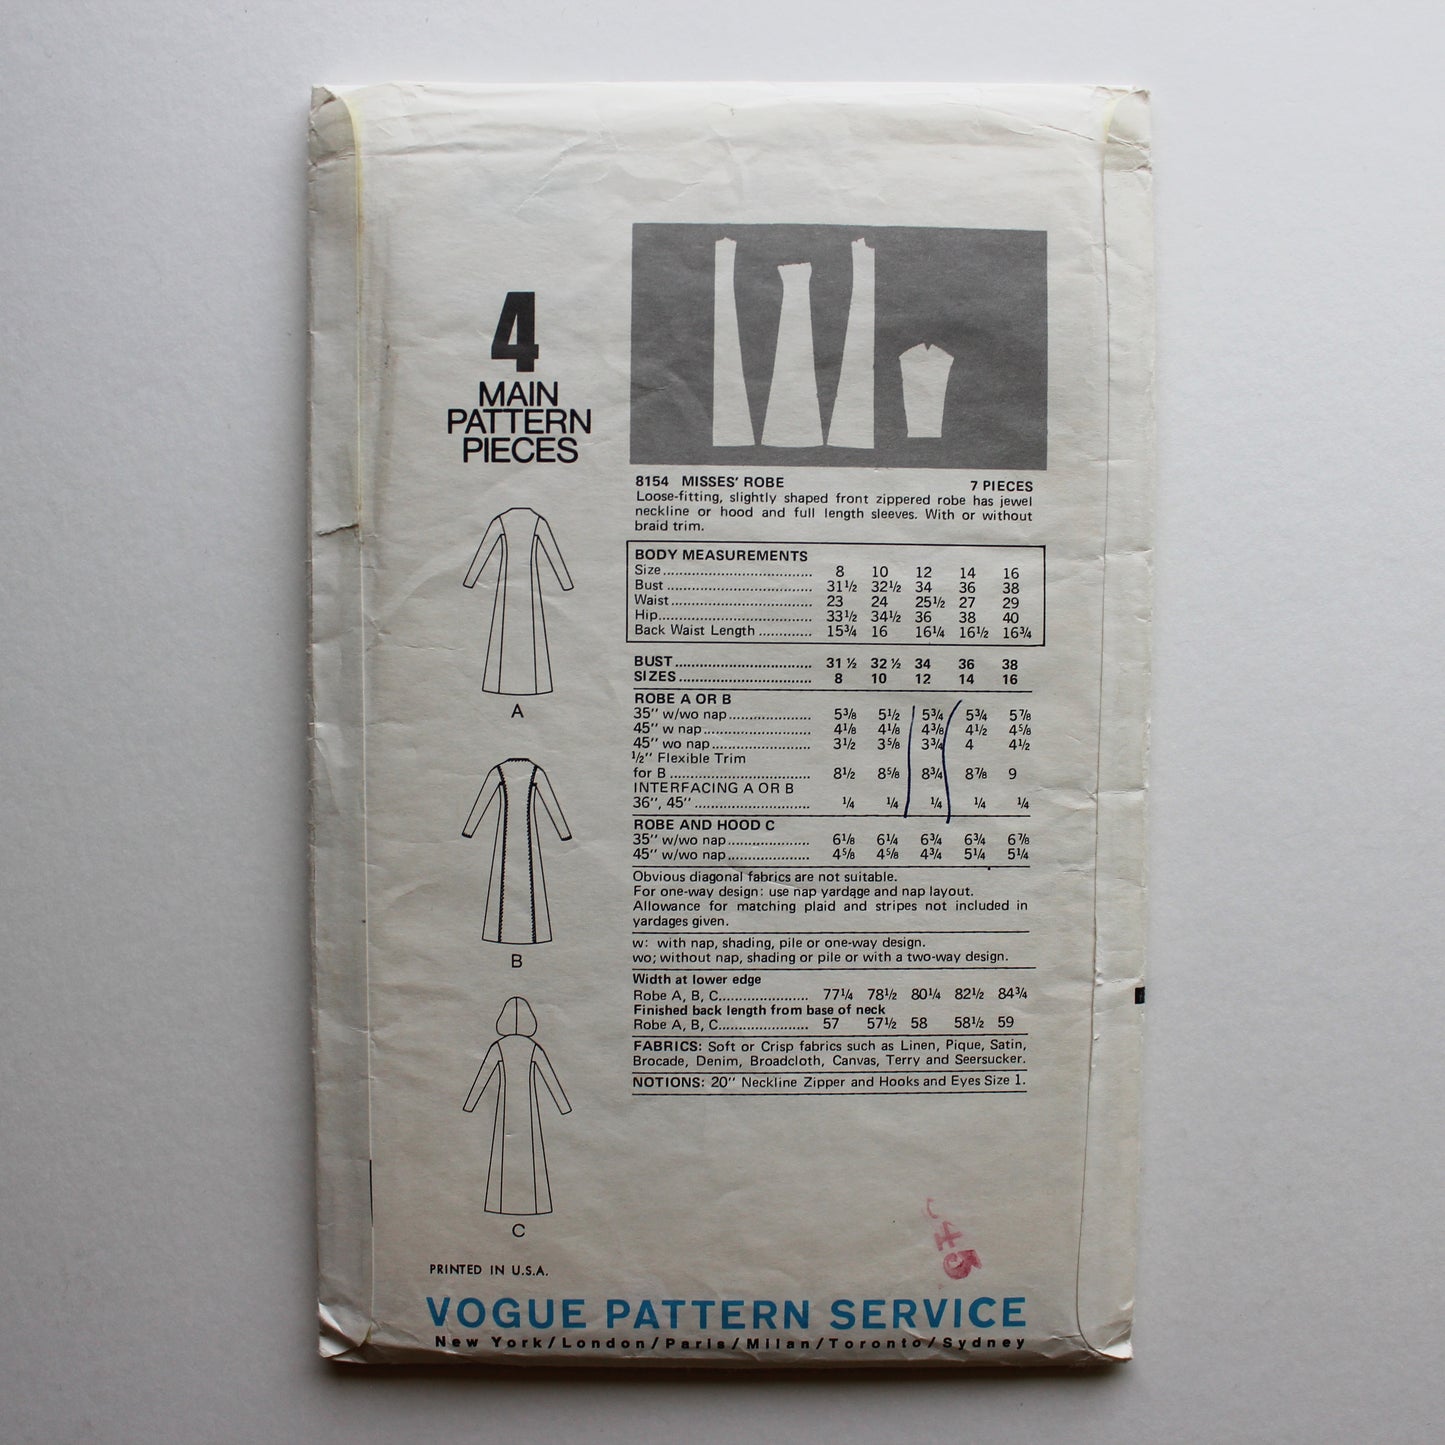 4
MAIN
PATTERN
PIECES
8154 MISSES' ROBE 7 PIECES
Loose-fitting, slightly shaped front zippered robe has jewel
neckline or hood and full length sleeves. With or without
braid trim.
BODY MEASUREMENTS
Size 8 10 12 14 16
Bust 31½ 32½ 34 36 38
Waist 23 24 25½ 27 29
Hip 33½ 34½ 36 38 40
Back Waist Length 15¾ 16 16¼ 16½ 16¾
BUST 31 ½ 32 ½ 34 36 38
SIZES 8 10 12 14 16
ROBE A OR B
35" w/wo nap 5⅜ 5½ 5¾ 5¾ 5⅞
45" w nap 4⅛ 4⅛ 4⅜ 4½ 4⅝
45" wo nap 3½ 3⅝ 3¾ 4 4½
½" Flexible Trim
for B 8½ 8⅝ 8¾ 8⅞ 9
INTERFACING A OR B
36", 45" ¼ ¼ ¼ ¼ ¼
ROBE AND HOOD C
35" w/wo nap 6⅛ 6¼ 6¾ 6¾ 6⅞
45" w/wo nap 4⅝ 4⅝ 4¾ 5¼ 5¼
Obvious diagonal fabrics are not suitable.
For one-way design: use nap yardage and nap layout.
Allowance for matching plaid and stripes not included in
yardages given.
w: with nap, shading, pile or one-way design.
wo; without nap, shading or pile or with a two-way design.
Width at lower edge
Robe A, B, C 77¼ 78½ 80¼ 82½ 84¾
Finished back length from base of neck
Robe A, B, C 57 57½ 58 58½ 59
FABRICS: Soft or Crisp fabrics such as Linen, Pique, Satin,
Brocade, Denim, Broadcloth, Canvas, Terry and Seersucker.
NOTIONS: 20" Neckline Zipper and Hooks and Eyes Size 1.
A
B
C
PRINTED IN U.S.A.
VOGUE PATTERN SERVICE
New York/London/Paris/Milan/Toronto/Sydney